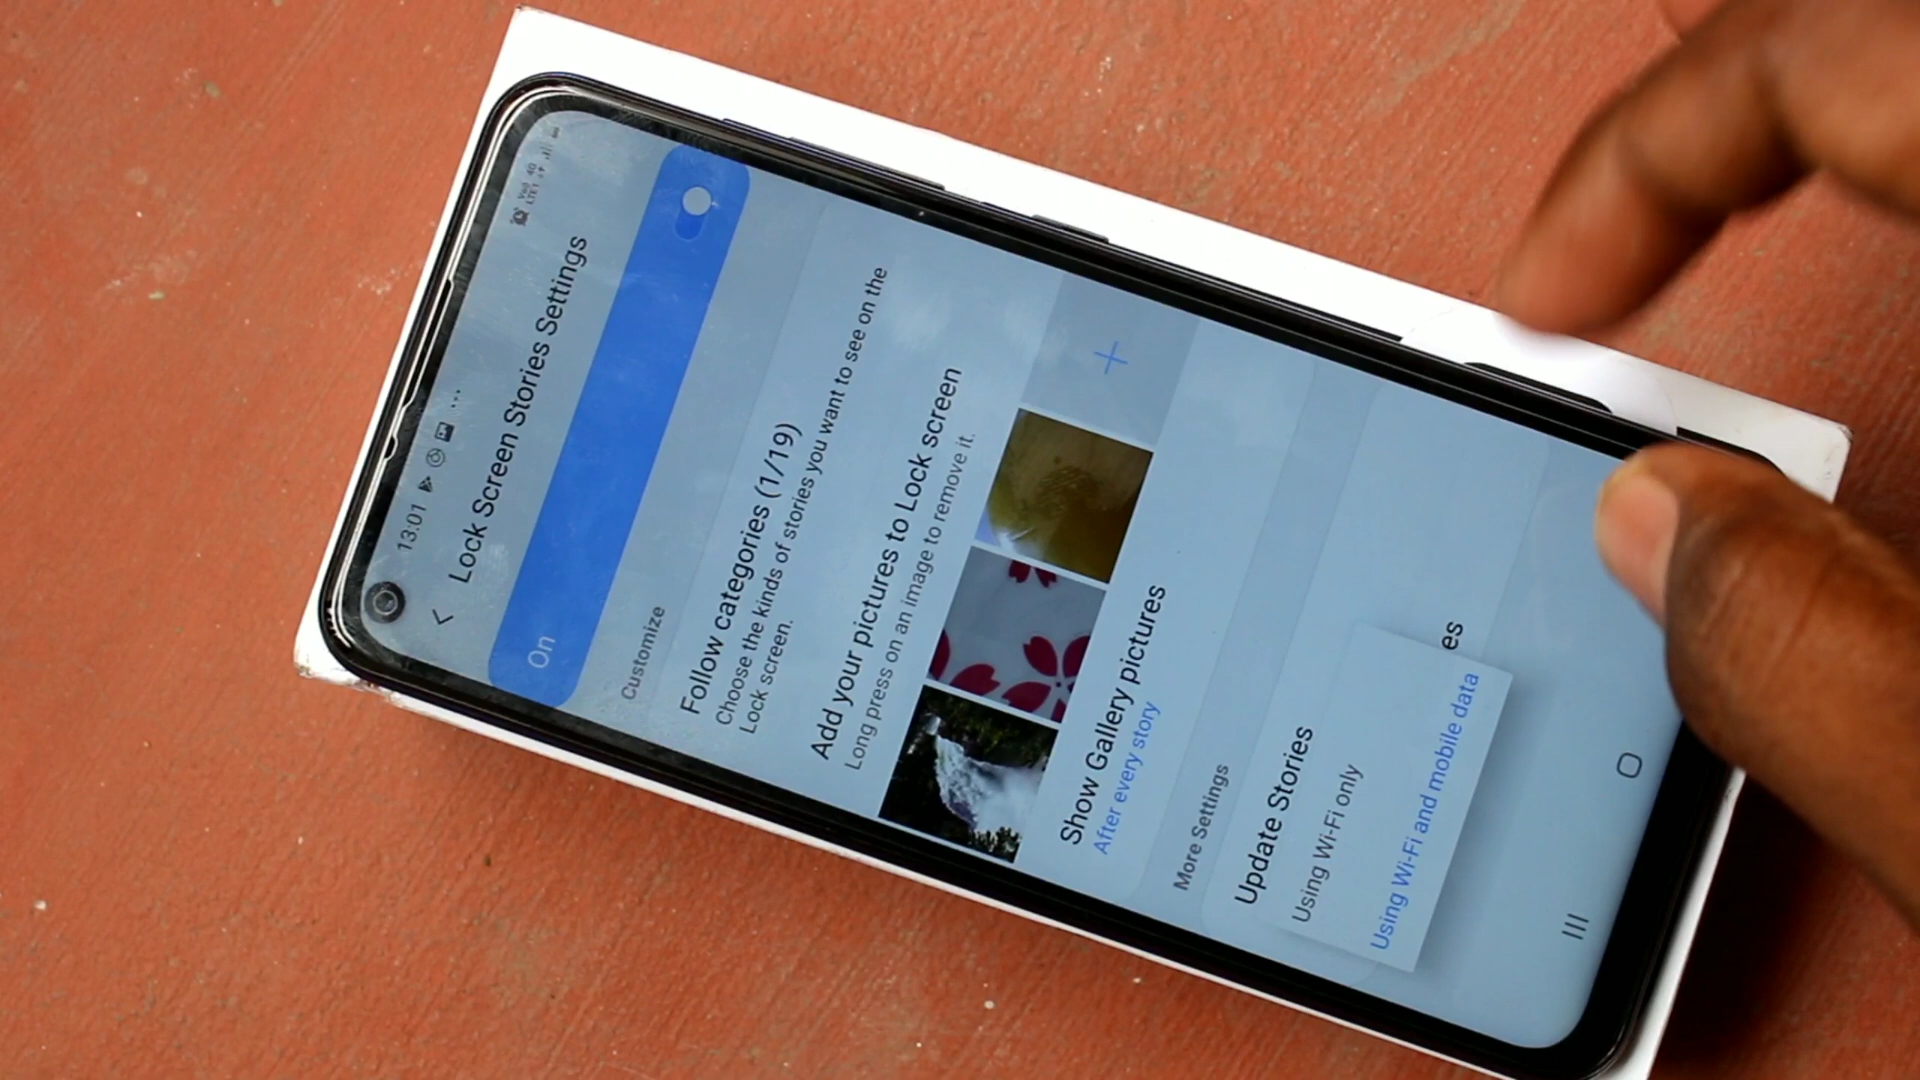 13:01
Vo) 4G
LTE1
Lock Screen Stories Settings
On
Customize
Follow categories (1/19)
Choose the kinds of stories you want to see on the
Lock screen.
Add your pictures to Lock screen
Long press on an image to remove it.
Show Gallery pictures
After every story
More Settings
Update Stories
Using Wi-Fi only
Using Wi-Fi and mobile data
es